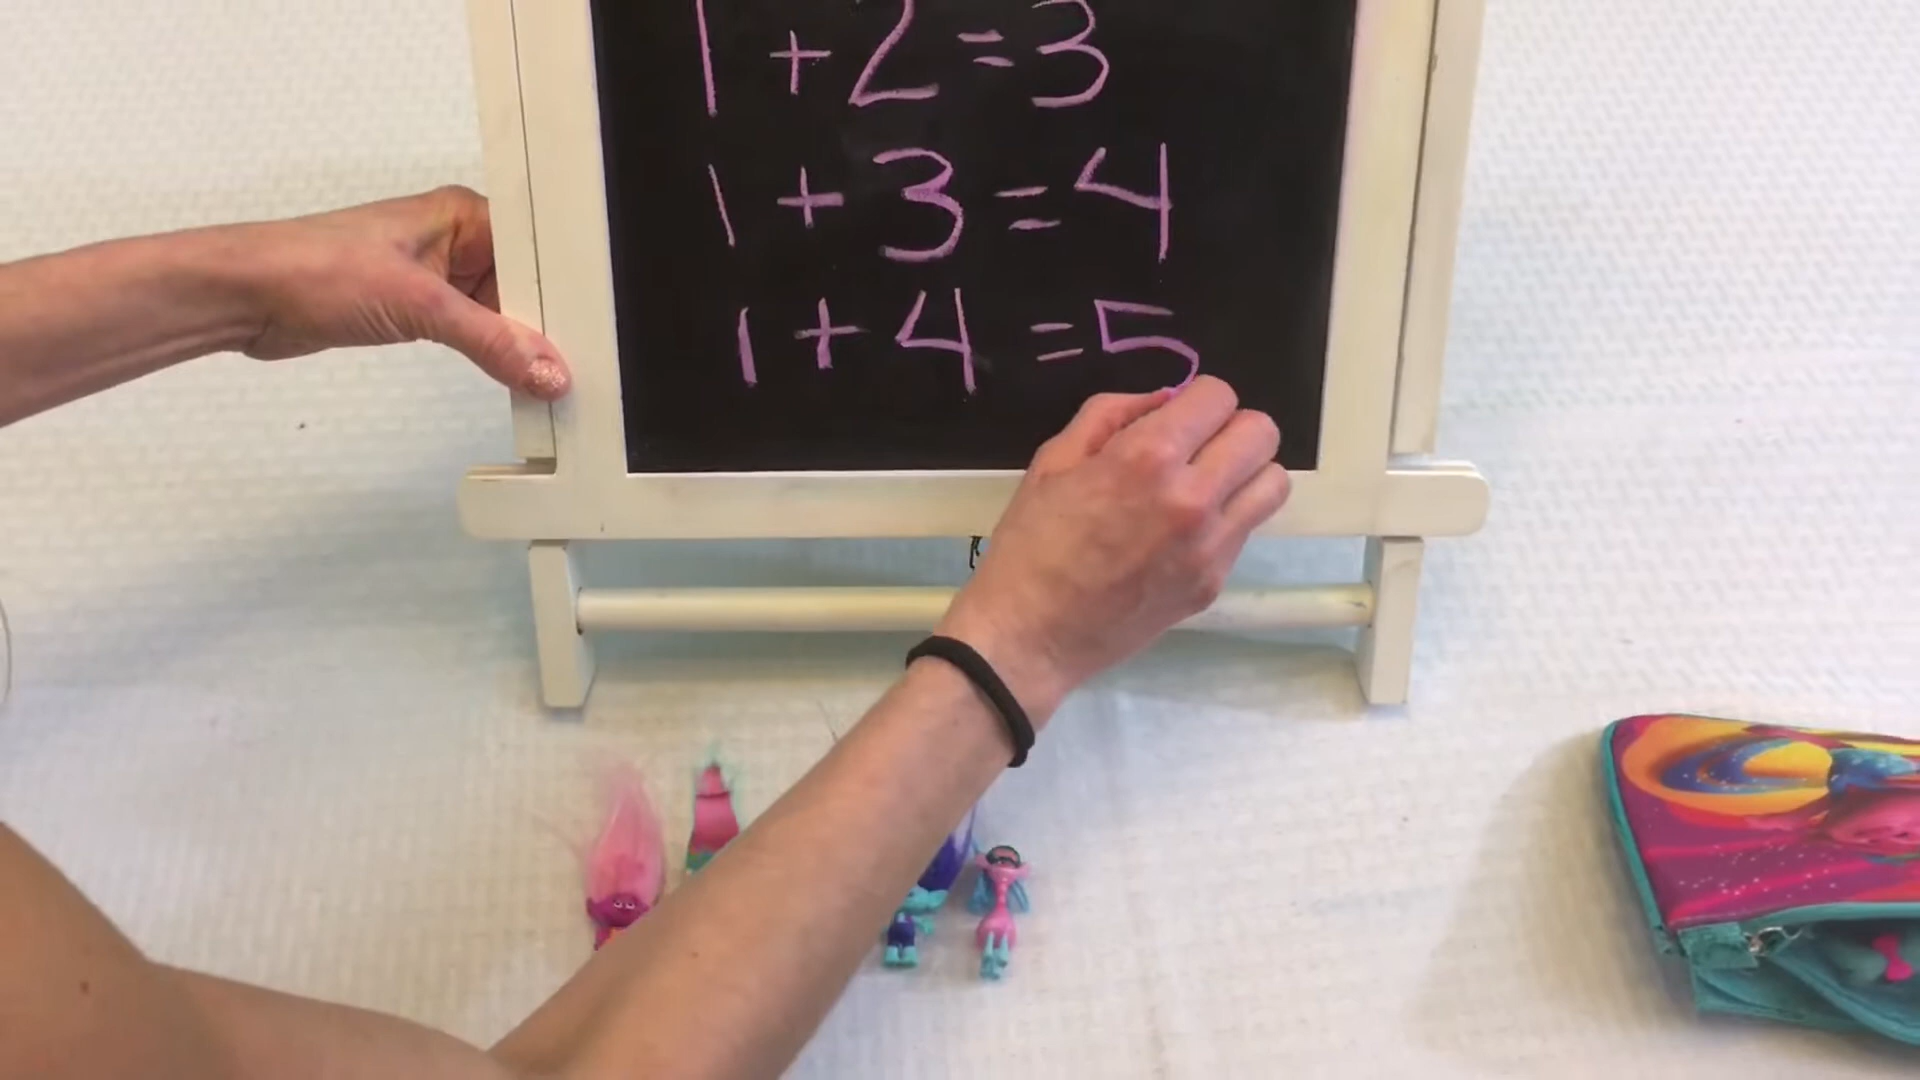 1 + 2 = 3
1 + 3 = 4
1 + 4 = 5